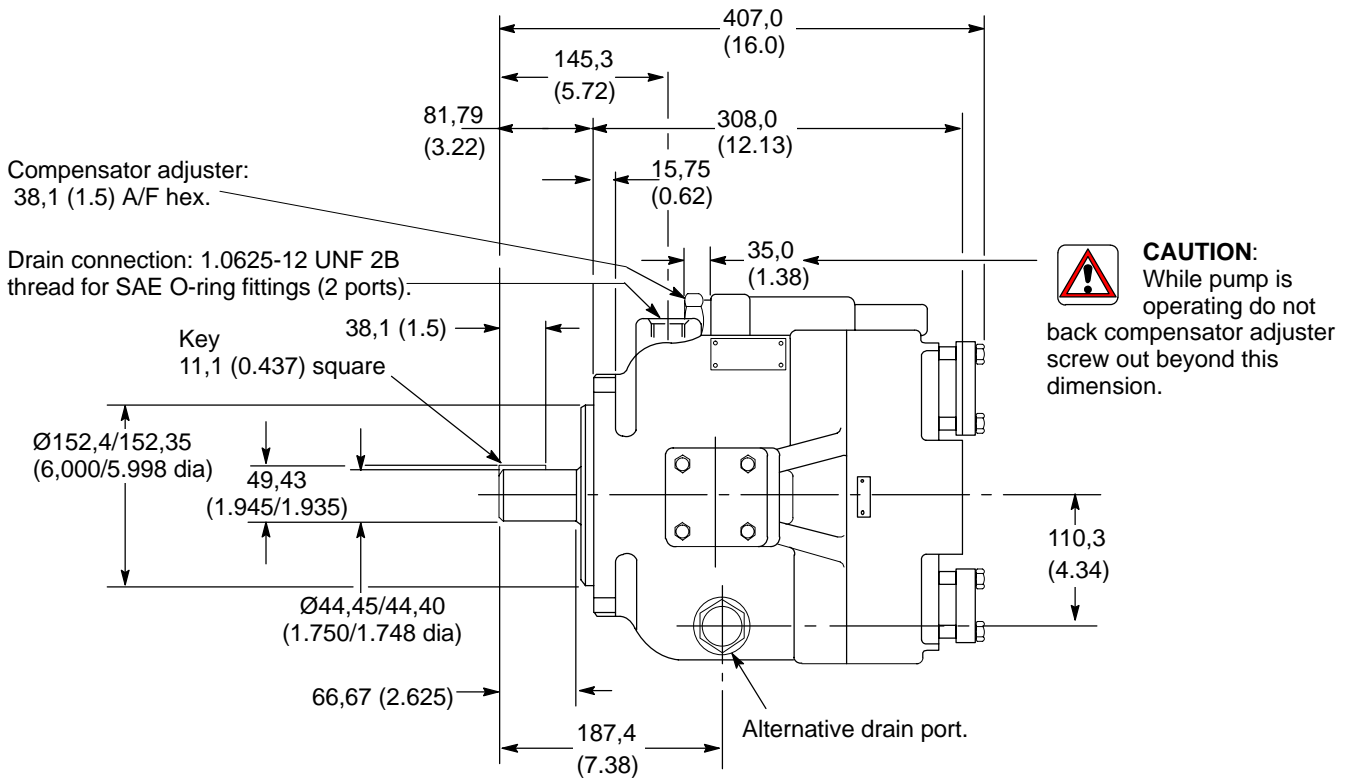 407,0
(16.0)
145,3
(5.72)
81,79
(3.22)
308,0
(12.13)
15,75
(0.62)
Compensator adjuster:
38,1 (1.5) A/F hex.
35,0
(1.38)
CAUTION:
While pump is
operating do not
back compensator adjuster
screw out beyond this
dimension.
Drain connection: 1.0625-12 UNF 2B
thread for SAE O-ring fittings (2 ports).
38,1 (1.5)
Key
11,1 (0.437) square
Ø152,4/152,35
(6,000/5.998 dia)
49,43
(1.945/1.935)
110,3
(4.34)
Ø44,45/44,40
(1.750/1.748 dia)
66,67 (2.625)
Alternative drain port.
187,4
(7.38)